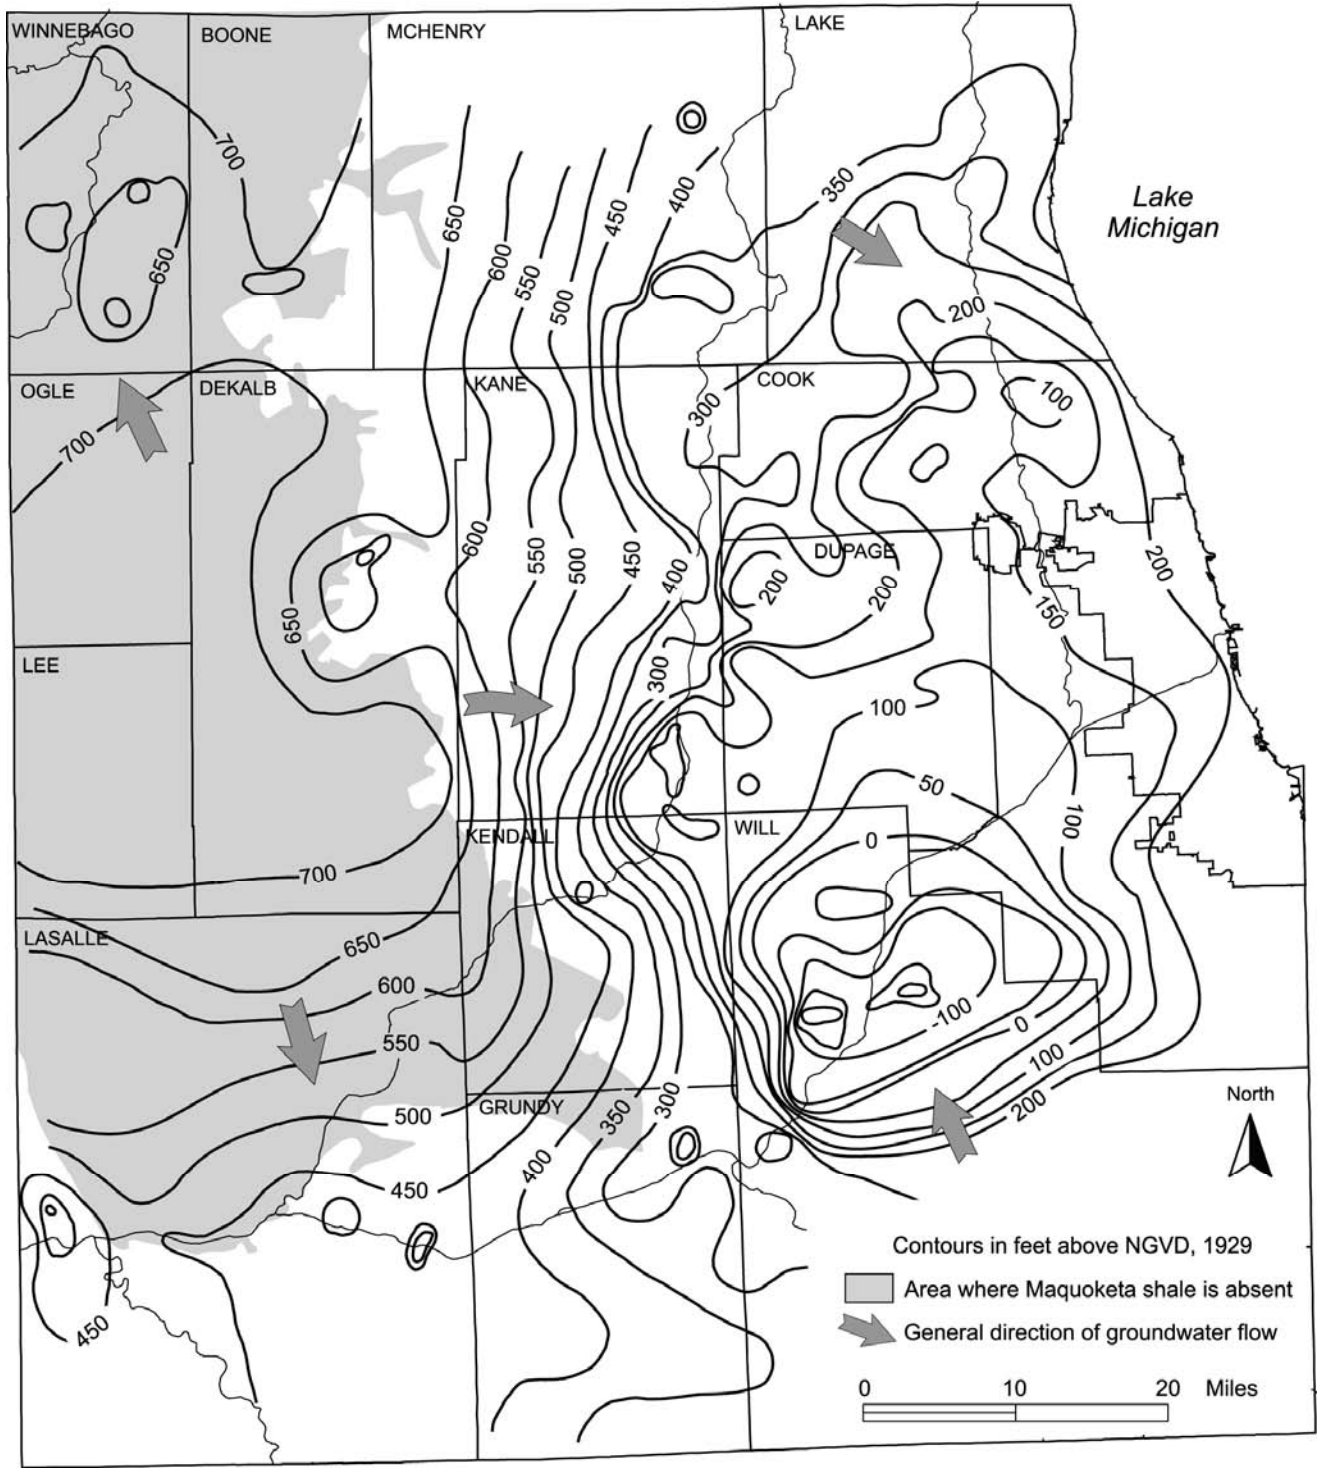 WINNEBAGO
BOONE
MCHENRY
LAKE
700
650
650
600
550
500
450
400
350
Lake
Michigan
200
OGLE
DEKALB
KANE
COOK
700
300
100
600
550
500
450
400
DUPAGE
200
200
200
150
650
LEE
300
100
50
100
KENDALL
WILL
0
700
LASALLE
650
600
-100
0
550
100
200
500
GRUNDY
350
300
400
450
450
North
Contours in feet above NGVD, 1929
Area where Maquoketa shale is absent
General direction of groundwater flow
0 10 20 Miles